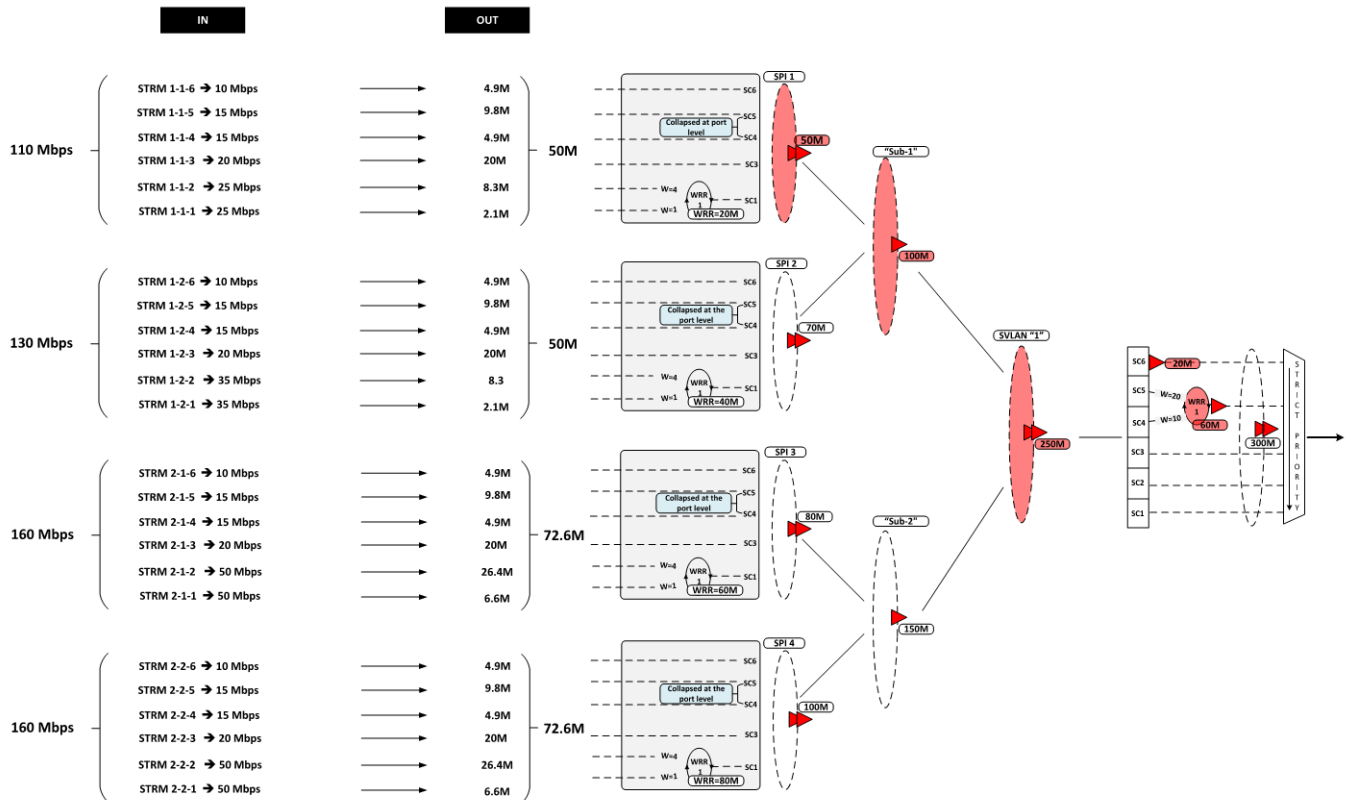 IN
OUT
110 Mbps
STRM 1-1-6 ➔ 10 Mbps
4.9M
STRM 1-1-5 ➔ 15 Mbps
9.8M
STRM 1-1-4 ➔ 15 Mbps
4.9M
STRM 1-1-3 ➔ 20 Mbps
20M
STRM 1-1-2 ➔ 25 Mbps
8.3M
STRM 1-1-1 ➔ 25 Mbps
2.1M
50M
SC6
SC5
Collapsed at port
level
SC4
SC3
W=4
WRR
1
SC1
W=1
WRR=20M
SPI 1
50M
130 Mbps
STRM 1-2-6 ➔ 10 Mbps
4.9M
STRM 1-2-5 ➔ 15 Mbps
9.8M
STRM 1-2-4 ➔ 15 Mbps
4.9M
STRM 1-2-3 ➔ 20 Mbps
20M
STRM 1-2-2 ➔ 35 Mbps
8.3
STRM 1-2-1 ➔ 35 Mbps
2.1M
50M
SC6
SC5
Collapsed at the
port level
SC4
SC3
W=4
WRR
1
SC1
W=1
WRR=40M
SPI 2
70M
"Sub-1"
100M
160 Mbps
STRM 2-1-6 ➔ 10 Mbps
4.9M
STRM 2-1-5 ➔ 15 Mbps
9.8M
STRM 2-1-4 ➔ 15 Mbps
4.9M
STRM 2-1-3 ➔ 20 Mbps
20M
STRM 2-1-2 ➔ 50 Mbps
26.4M
STRM 2-1-1 ➔ 50 Mbps
6.6M
72.6M
SC6
SC5
Collapsed at the
port level
SC4
SC3
W=4
WRR
1
SC1
W=1
WRR=60M
SPI 3
80M
160 Mbps
STRM 2-2-6 ➔ 10 Mbps
4.9M
STRM 2-2-5 ➔ 15 Mbps
9.8M
STRM 2-2-4 ➔ 15 Mbps
4.9M
STRM 2-2-3 ➔ 20 Mbps
20M
STRM 2-2-2 ➔ 50 Mbps
26.4M
STRM 2-2-1 ➔ 50 Mbps
6.6M
72.6M
SC6
SC5
Collapsed at the
port level
SC4
SC3
W=4
WRR
1
SC1
W=1
WRR=80M
SPI 4
100M
"Sub-2"
150M
SVLAN "1"
250M
SC6
20M
SC5
W=20
WRR
1
SC4
W=10
60M
SC3
SC2
SC1
300M
STRICT PRIORITY